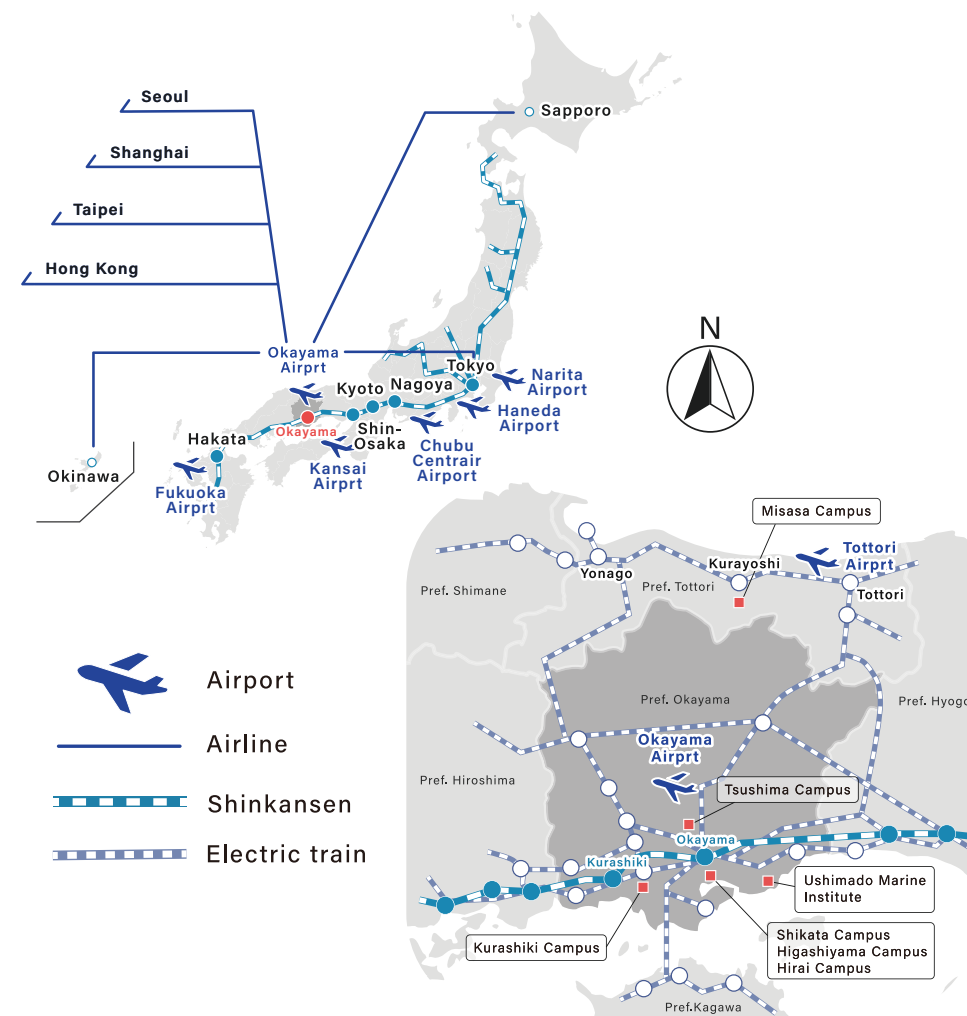 Seoul
Shanghai
Taipei
Hong Kong
Sapporo
Okayama
Airprt
Tokyo
Narita
Airport
Kyoto
Nagoya
Haneda
Airport
Okayama
Shin-
Osaka
Hakata
Chubu
Centrair
Airport
Kansai
Airprt
Okinawa
Fukuoka
Airprt
N
Misasa Campus
Tottori
Airprt
Kurayoshi
Yonago
Pref. Shimane
Pref. Tottori
Tottori
Pref. Okayama
Pref. Hyogo
Okayama
Airprt
Pref. Hiroshima
Tsushima Campus
Okayama
Kurashiki
Ushimado Marine
Institute
Kurashiki Campus
Shikata Campus
Higashiyama Campus
Hirai Campus
Pref.Kagawa
Airport
Airline
Shinkansen
Electric train